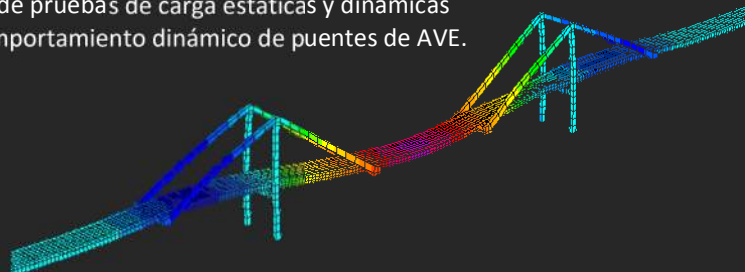 de pruebas de carga estáticas y dinámicas
mportamiento dinámico de puentes de AVE.